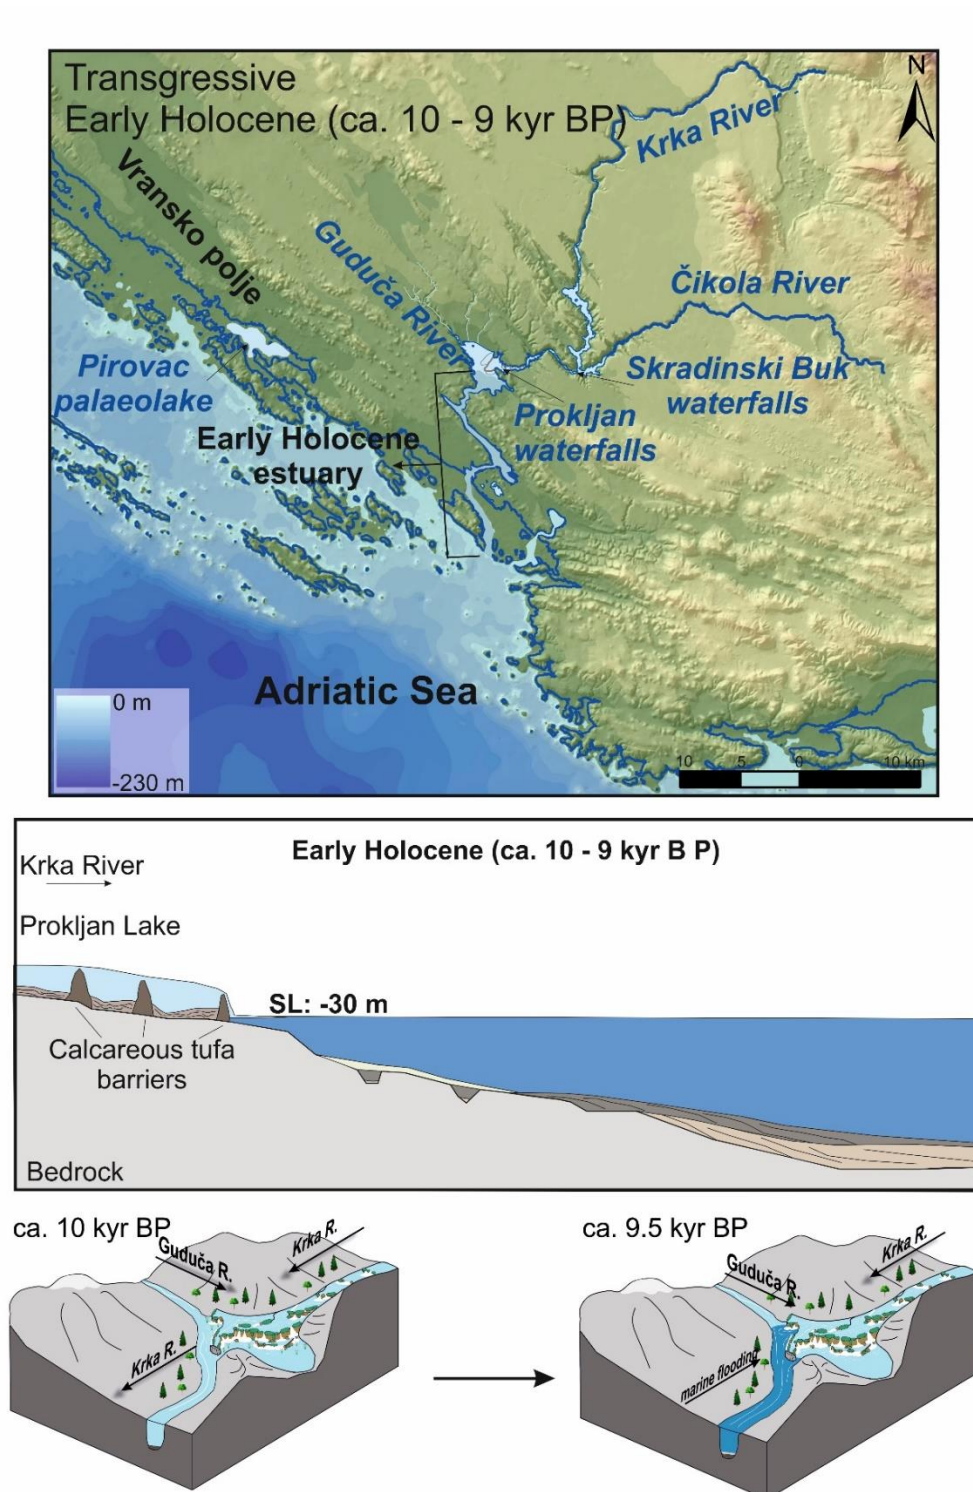 Transgressive
Early Holocene (ca. 10 - 9 kyr BP)
N
Krka River
Vransko polje
Guduča River
Čikola River
Pirovac
palaeolake
Skradinski Buk
waterfalls
Prokljan
waterfalls
Early Holocene
estuary
Adriatic Sea
0 m
-230 m
10 5 0 10 km
Early Holocene (ca. 10 - 9 kyr B P)
Krka River
Prokljan Lake
SL: -30 m
Calcareous tufa
barriers
Bedrock
ca. 10 kyr BP
Guduča R.
Krka R.
Krka R.
ca. 9.5 kyr BP
Guduča R.
Krka R.
marine flooding